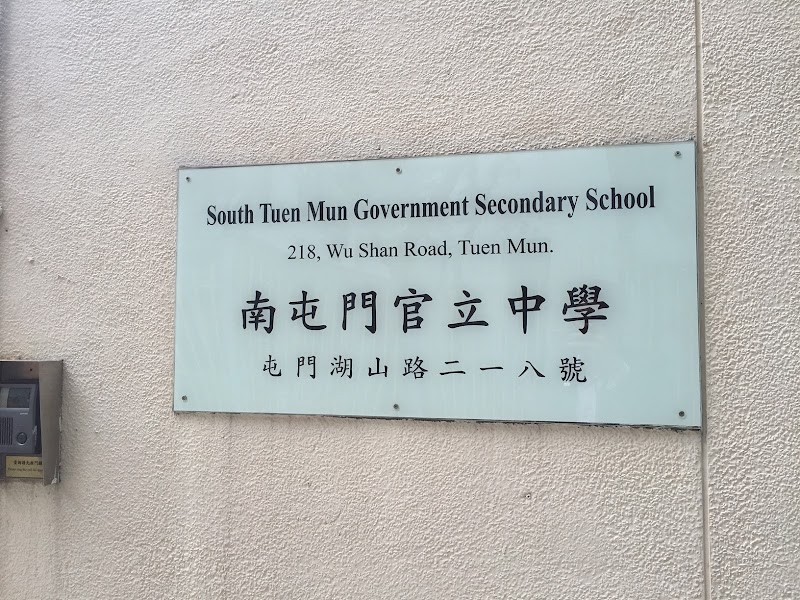 South Tuen Mun Government Secondary School
218, Wu Shan Road, Tuen Mun.
南屯門官立中學
屯門湖山路二一八號